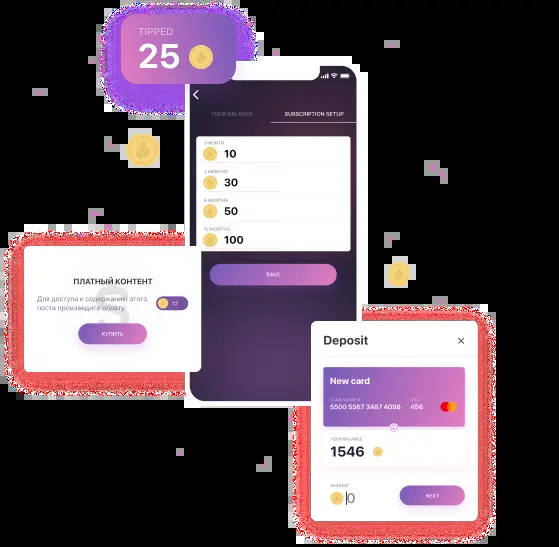 TIPPED
25
YOUR BALANCE
SUBSCRIPTION SETUP
1 MONTH
10
3 MONTHS
30
6 MONTHS
50
12 MONTHS
100
SAVE
ПЛАТНЫЙ КОНТЕНТ
Для доступа к содержанию этого
поста произведите оплату.
12
КУПИТЬ
Deposit
New card
CARD NUMBER
CVV
5500 5567 3487 4098
456
YOUR BALANCE
1546
AMOUNT
0
NEXT